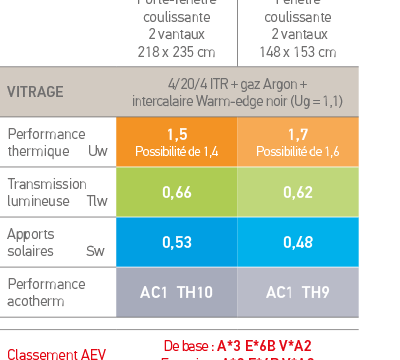 Porte-fenêtre Fenêtre
coulissante coulissante
2 vantaux 2 vantaux
218 x 235 cm 148 x 153 cm
VITRAGE 4/20/4 ITR + gaz Argon +
intercalaire Warm-edge noir (Ug = 1,1)
Performance 1,5 1,7
thermique Uw Possibilité de 1,4 Possibilité de 1,6
Transmission
lumineuse Tlw 0,66 0,62
Apports
solaires Sw 0,53 0,48
Performance
acotherm AC1 TH10 AC1 TH9
De base : A*3 E*6B V*A2
Classement AEV